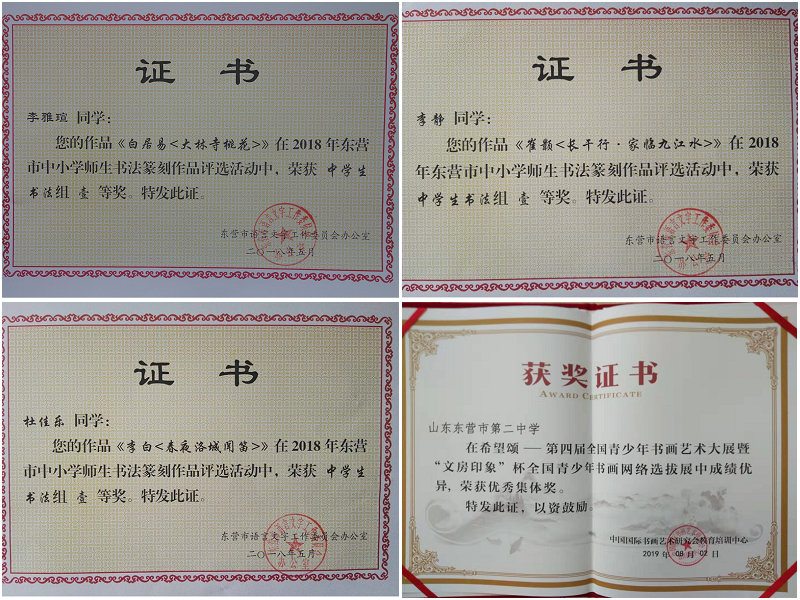 证 书
李雅瑄 同学:
您的作品《白居易<大林寺桃花>》在2018年东营
市中小学师生书法篆刻作品评选活动中,荣获 中学生
书法组 壹 等奖。特发此证。
东营市语言文字工作委员会办公室
二〇一八年五月
证 书
李静 同学:
您的作品《崔颢<长干行·家临九江水>》在2018
年东营市中小学师生书法篆刻作品评选活动中,荣获
中学生书法组 壹 等奖。特发此证。
东营市语言文字工作委员会办公室
二〇一八年五月
证 书
杜佳乐 同学:
您的作品《李白<春夜洛城闻笛>》在2018年东营
市中小学师生书法篆刻作品评选活动中,荣获 中学生
书法组 壹 等奖。特发此证。
东营市语言文字工作委员会办公室
二〇一八年五月
获奖证书
AWARD CERTIFICATE
山东东营市第二中学
在希望颂——第四届全国青少年书画艺术大展暨
“文房印象”杯全国青少年书画网络选拔展中成绩优
异,荣获优秀集体奖。
特发此证,以资鼓励。
中国国际书画艺术研究会教育培训中心
2019 年 08 月 02 日